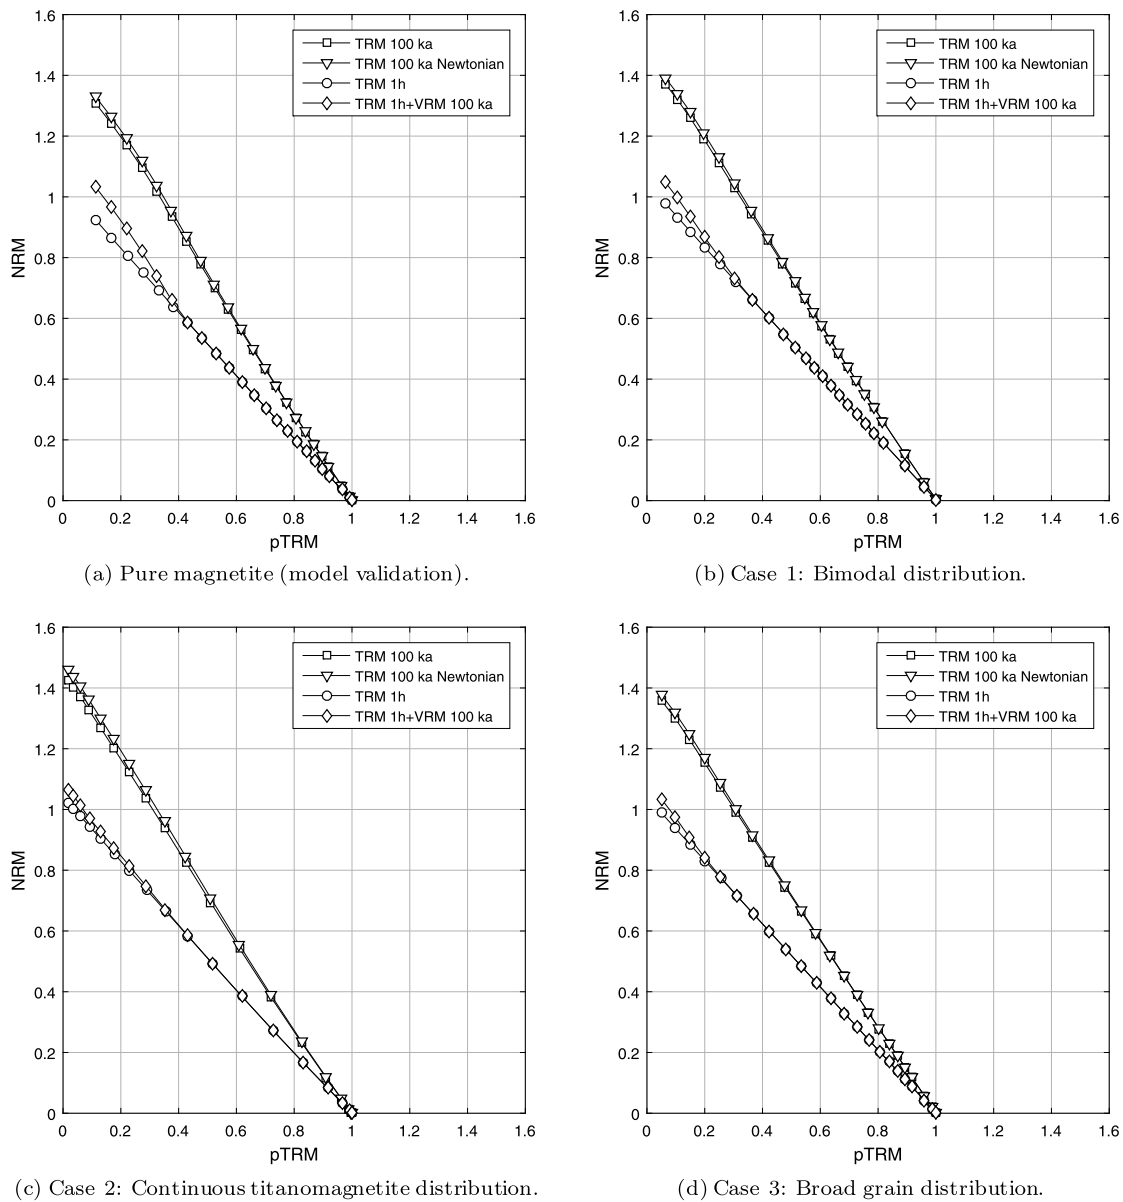 1.6
1.4
1.2
1
0.8
0.6
0.4
0.2
0
NRM
TRM 100 ka
TRM 100 ka Newtonian
TRM 1h
TRM 1h+VRM 100 ka
0 0.2 0.4 0.6 0.8 1 1.2 1.4 1.6
pTRM
(a) Pure magnetite (model validation).
1.6
1.4
1.2
1
0.8
0.6
0.4
0.2
0
NRM
TRM 100 ka
TRM 100 ka Newtonian
TRM 1h
TRM 1h+VRM 100 ka
0 0.2 0.4 0.6 0.8 1 1.2 1.4 1.6
pTRM
(b) Case 1: Bimodal distribution.
1.6
1.4
1.2
1
0.8
0.6
0.4
0.2
0
NRM
TRM 100 ka
TRM 100 ka Newtonian
TRM 1h
TRM 1h+VRM 100 ka
0 0.2 0.4 0.6 0.8 1 1.2 1.4 1.6
pTRM
(c) Case 2: Continuous titanomagnetite distribution.
1.6
1.4
1.2
1
0.8
0.6
0.4
0.2
0
NRM
TRM 100 ka
TRM 100 ka Newtonian
TRM 1h
TRM 1h+VRM 100 ka
0 0.2 0.4 0.6 0.8 1 1.2 1.4 1.6
pTRM
(d) Case 3: Broad grain distribution.